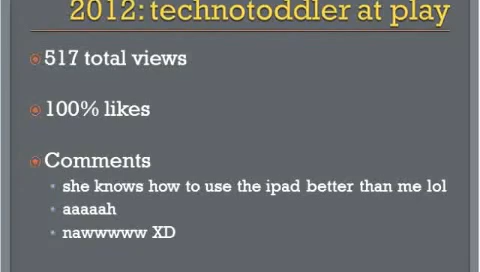 2012: technotoddler at play
517 total views
100% likes
Comments
she knows how to use the ipad better than me lol
aaaaah
nawwwww XD